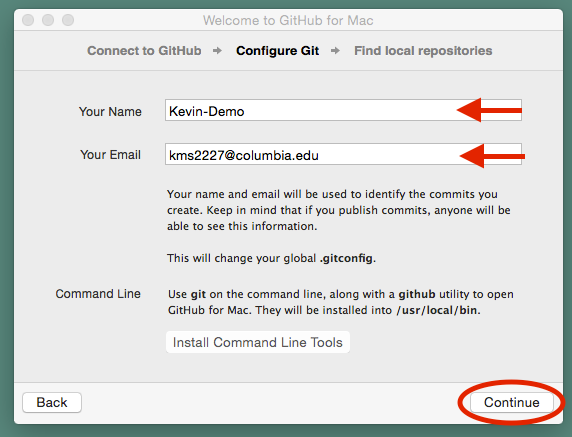 Welcome to GitHub for Mac
Connect to GitHub → Configure Git → Find local repositories
Your Name Kevin-Demo
Your Email kms2227@columbia.edu
Your name and email will be used to identify the commits you
create. Keep in mind that if you publish commits, anyone will be
able to see this information.
This will change your global .gitconfig.
Command Line Use git on the command line, along with a github utility to open
GitHub for Mac. They will be installed into /usr/local/bin.
Install Command Line Tools
Back Continue